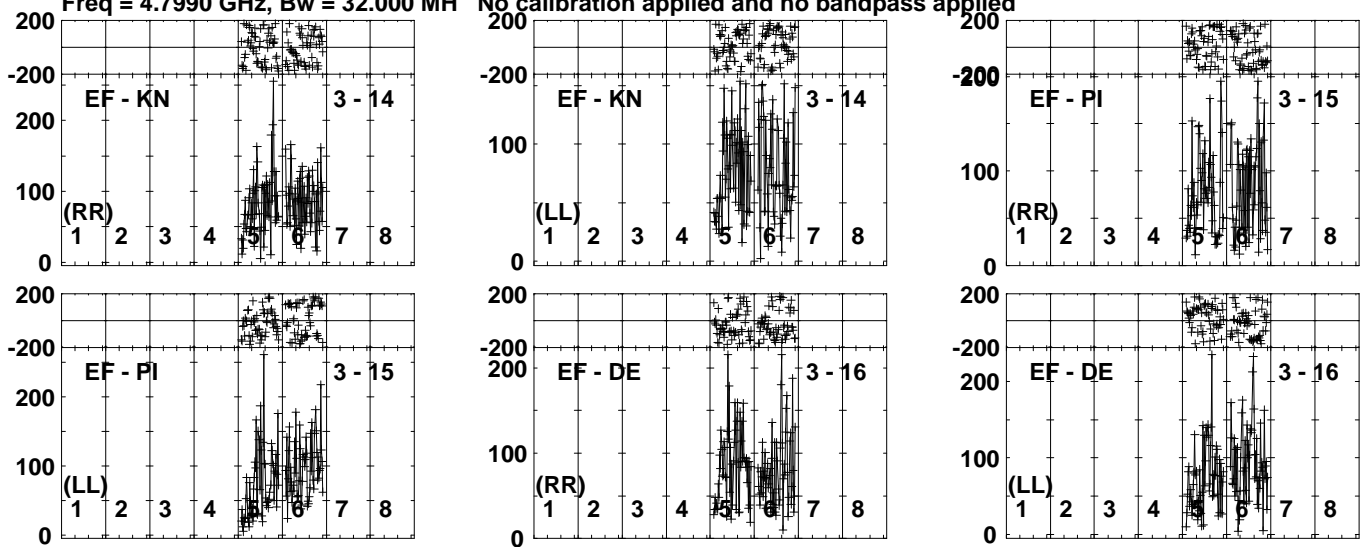 Freq = 4.7990 GHz, Bw = 32.000 MH No calibration applied and no bandpass applied
200
-200
EF - KN 3 - 14
200
100
0
(RR)
1 2 3 4 5 6 7 8
200
-200
EF - KN 3 - 14
100
0
(LL)
1 2 3 4 5 6 7 8
200
-200
200
EF - PI 3 - 15
100
0
(RR)
1 2 3 4 5 6 7 8
200
-200
EF - PI 3 - 15
200
100
0
(LL)
1 2 3 4 5 6 7 8
200
-200
EF - DE 3 - 16
200
100
0
(RR)
1 2 3 4 5 6 7 8
200
-200
EF - DE 3 - 16
200
100
0
(LL)
1 2 3 4 5 6 7 8